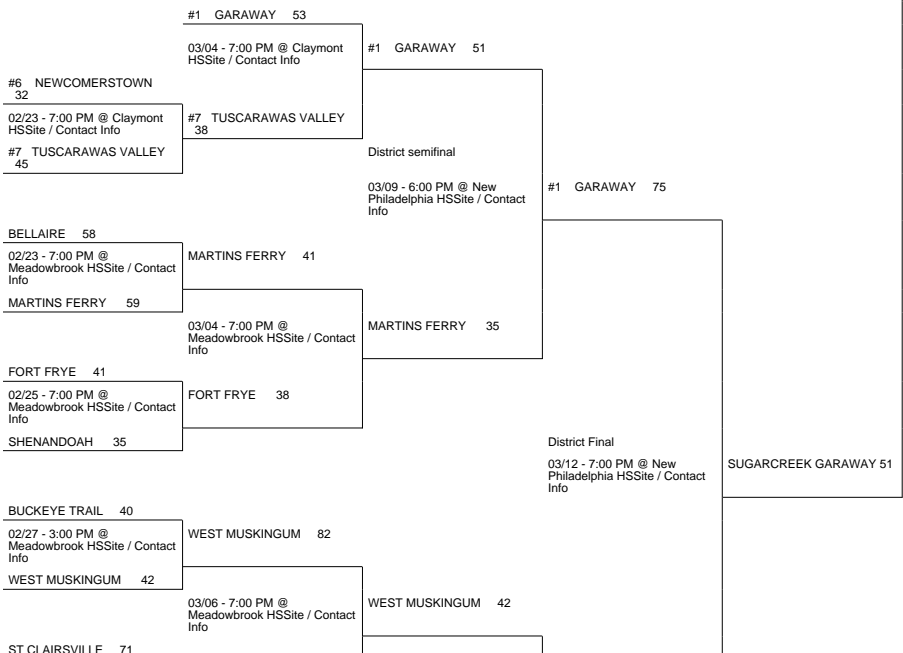 #1 GARAWAY 53
03/04 - 7:00 PM @ Claymont
HSSite / Contact Info
#1 GARAWAY 51
#6 NEWCOMERSTOWN
32
02/23 - 7:00 PM @ Claymont
HSSite / Contact Info
#7 TUSCARAWAS VALLEY
38
#7 TUSCARAWAS VALLEY
45
District semifinal
03/09 - 6:00 PM @ New
Philadelphia HSSite / Contact
Info
#1 GARAWAY 75
BELLAIRE 58
02/23 - 7:00 PM @
Meadowbrook HSSite / Contact
Info
MARTINS FERRY 41
MARTINS FERRY 59
03/04 - 7:00 PM @
Meadowbrook HSSite / Contact
Info
MARTINS FERRY 35
FORT FRYE 41
02/25 - 7:00 PM @
Meadowbrook HSSite / Contact
Info
FORT FRYE 38
SHENANDOAH 35
District Final
03/12 - 7:00 PM @ New
Philadelphia HSSite / Contact
Info
SUGARCREEK GARAWAY 51
BUCKEYE TRAIL 40
02/27 - 3:00 PM @
Meadowbrook HSSite / Contact
Info
WEST MUSKINGUM 82
WEST MUSKINGUM 42
03/06 - 7:00 PM @
Meadowbrook HSSite / Contact
Info
WEST MUSKINGUM 42
ST CLAIRSVILLE 71